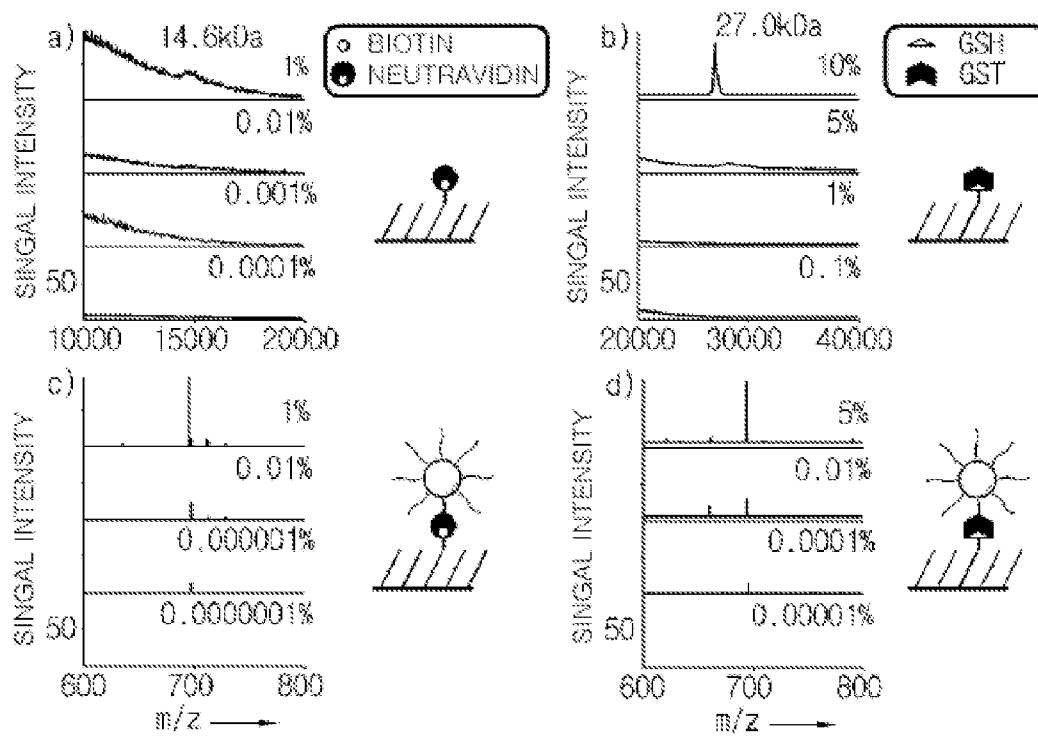 a)
14.6kDa
1%
0.01%
0.001%
0.0001%
SINGAL INTENSITY
50
10000 15000 20000
BIOTIN
NEUTRAVIDIN
b)
27.0kDa
10%
5%
1%
0.1%
SINGAL INTENSITY
50
20000 30000 40000
GSH
GST
c)
1%
0.01%
0.000001%
0.0000001%
SINGAL INTENSITY
50
600 700 800
m/z
d)
5%
0.01%
0.0001%
0.00001%
SINGAL INTENSITY
50
600 700 800
m/z